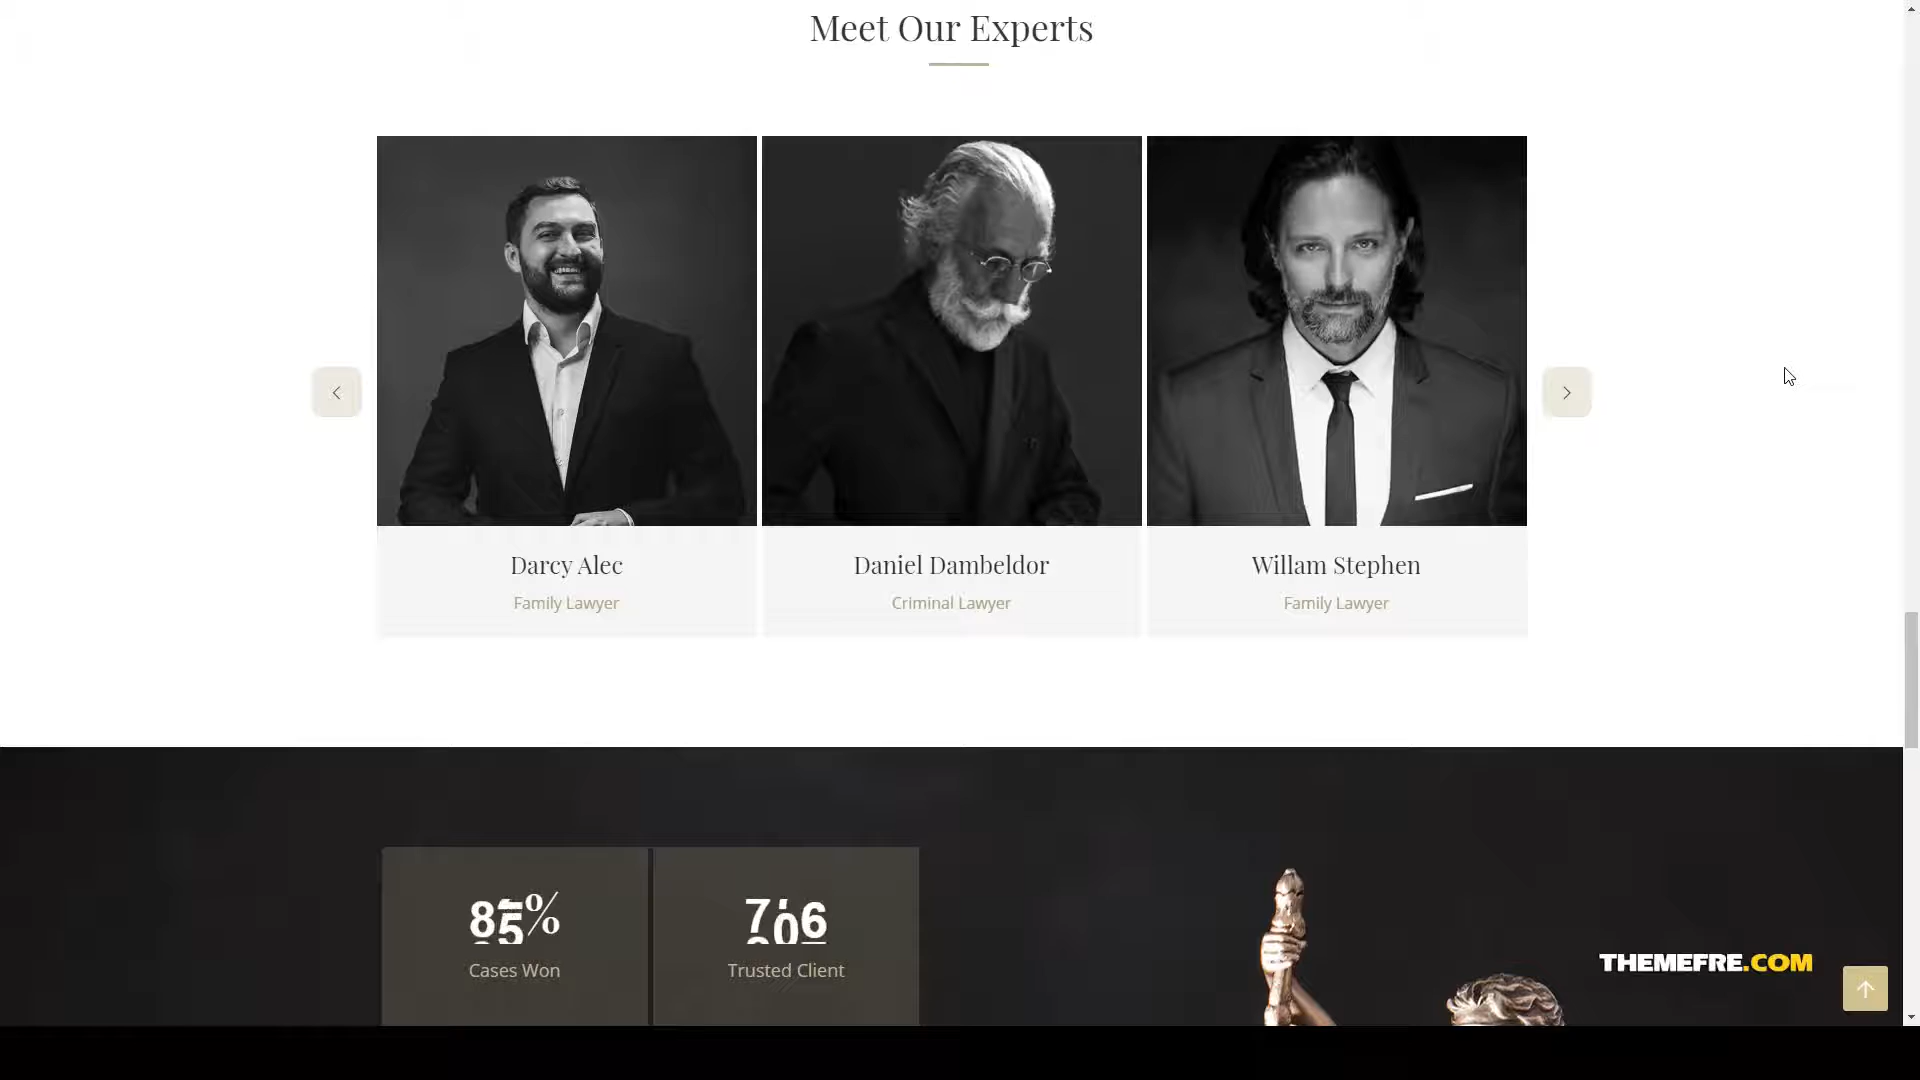 Meet Our Experts
Darcy Alec
Family Lawyer
Daniel Dambeldor
Criminal Lawyer
Willam Stephen
Family Lawyer
Cases Won
Trusted Client
THEMEFRE.COM